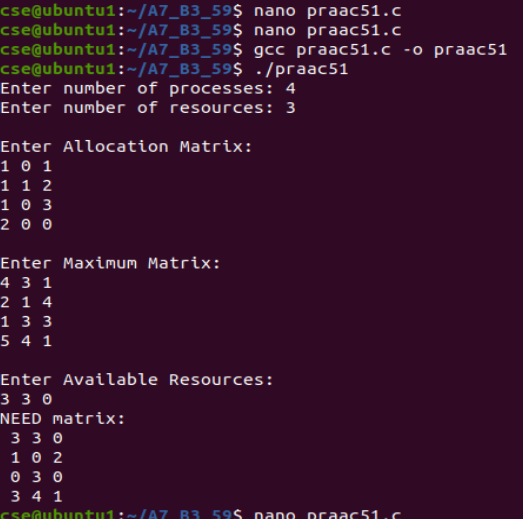 cse@ubuntu1:~/A7_B3_59$ nano praac51.c
cse@ubuntu1:~/A7_B3_59$ nano praac51.c
cse@ubuntu1:~/A7_B3_59$ gcc praac51.c -o praac51
cse@ubuntu1:~/A7_B3_59$ ./praac51
Enter number of processes: 4
Enter number of resources: 3

Enter Allocation Matrix:
1 0 1
1 1 2
1 0 3
2 0 0

Enter Maximum Matrix:
4 3 1
2 1 4
1 3 3
5 4 1

Enter Available Resources:
3 3 0
NEED matrix:
 3 3 0
 1 0 2
 0 3 0
 3 4 1
cse@ubuntu1:~/A7_B3_59$ nano praac51.c